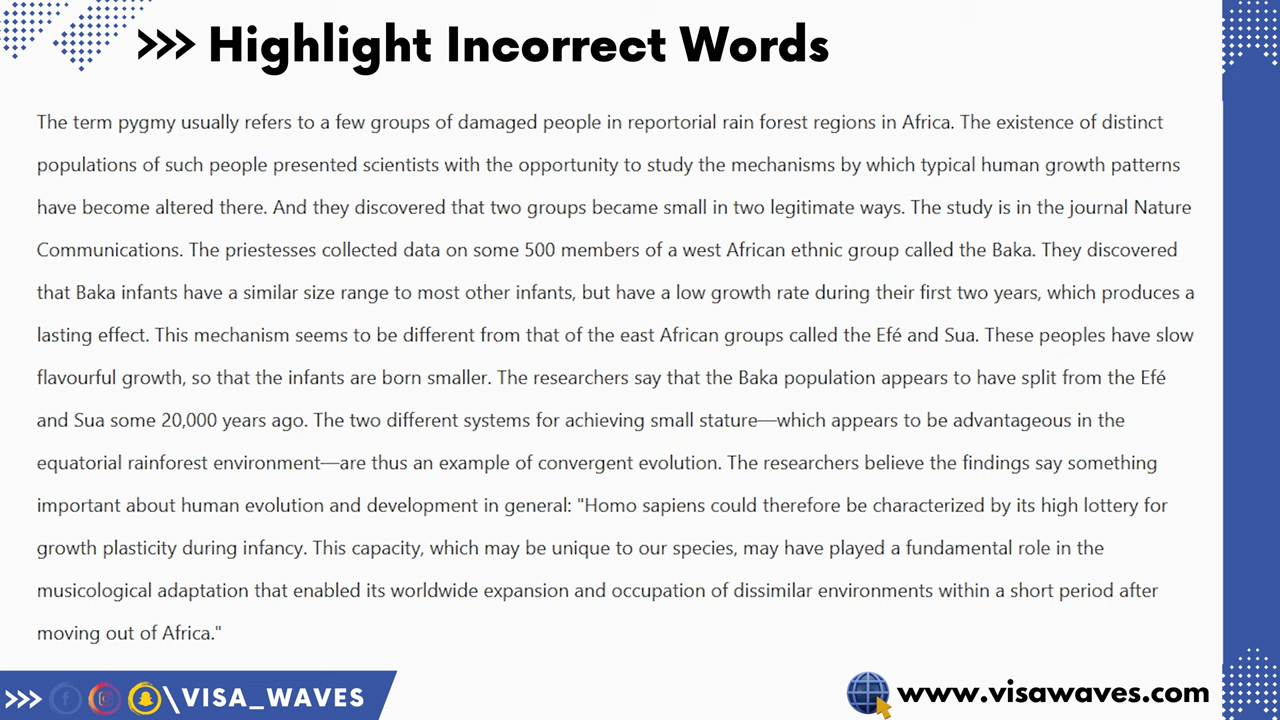 >>> Highlight Incorrect Words
The term pygmy usually refers to a few groups of damaged people in reportorial rain forest regions in Africa. The existence of distinct
populations of such people presented scientists with the opportunity to study the mechanisms by which typical human growth patterns
have become altered there. And they discovered that two groups became small in two legitimate ways. The study is in the journal Nature
Communications. The priestesses collected data on some 500 members of a west African ethnic group called the Baka. They discovered
that Baka infants have a similar size range to most other infants, but have a low growth rate during their first two years, which produces a
lasting effect. This mechanism seems to be different from that of the east African groups called the Efé and Sua. These peoples have slow
flavourful growth, so that the infants are born smaller. The researchers say that the Baka population appears to have split from the Efé
and Sua some 20,000 years ago. The two different systems for achieving small stature—which appears to be advantageous in the
equatorial rainforest environment—are thus an example of convergent evolution. The researchers believe the findings say something
important about human evolution and development in general: "Homo sapiens could therefore be characterized by its high lottery for
growth plasticity during infancy. This capacity, which may be unique to our species, may have played a fundamental role in the
musicological adaptation that enabled its worldwide expansion and occupation of dissimilar environments within a short period after
moving out of Africa."
>>> \VISA_WAVES
www.visawaves.com